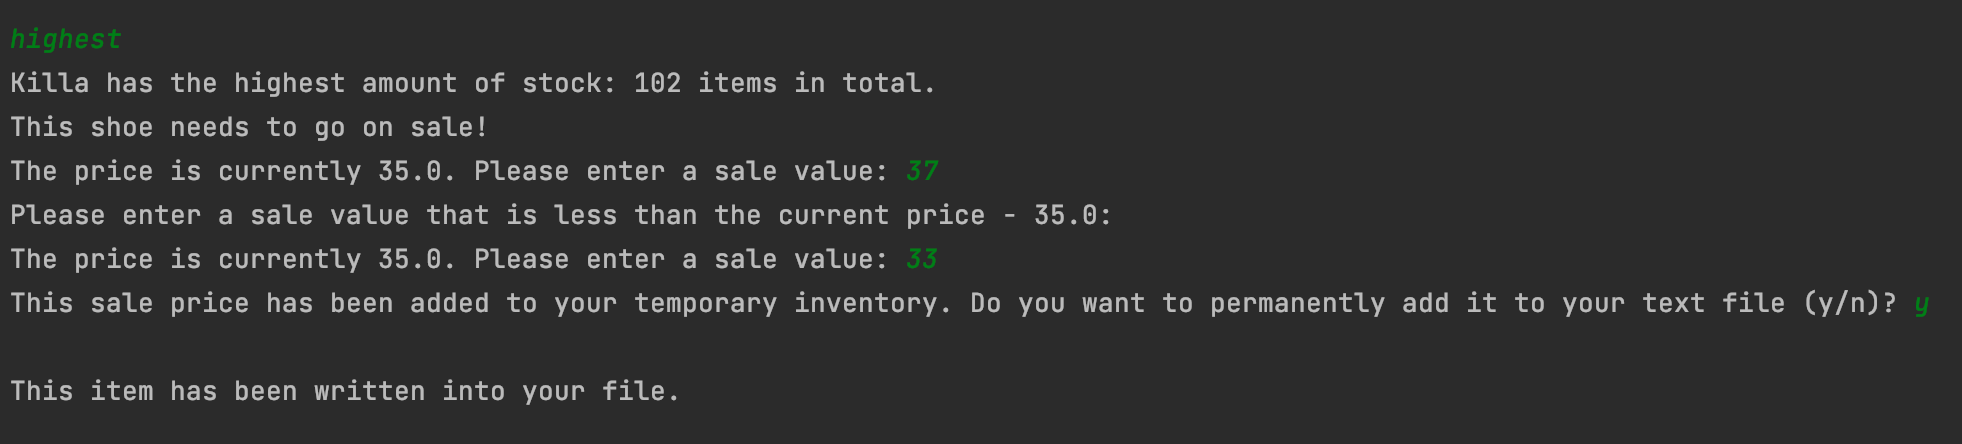 highest
Killa has the highest amount of stock: 102 items in total.
This shoe needs to go on sale!
The price is currently 35.0. Please enter a sale value: 37
Please enter a sale value that is less than the current price - 35.0:
The price is currently 35.0. Please enter a sale value: 33
This sale price has been added to your temporary inventory. Do you want to permanently add it to your text file (y/n)? y
This item has been written into your file.